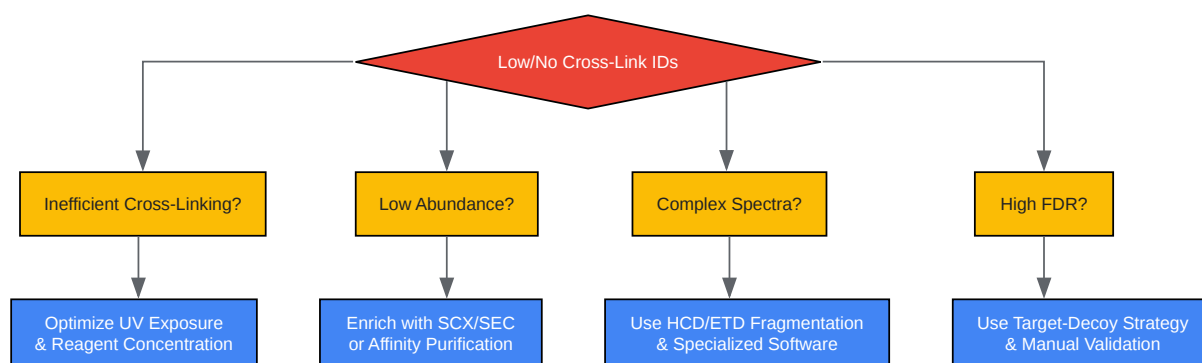 Low/No Cross-Link IDs
Inefficient Cross-Linking?
Low Abundance?
Complex Spectra?
High FDR?
Optimize UV Exposure
& Reagent Concentration
Enrich with SCX/SEC
or Affinity Purification
Use HCD/ETD Fragmentation
& Specialized Software
Use Target-Decoy Strategy
& Manual Validation